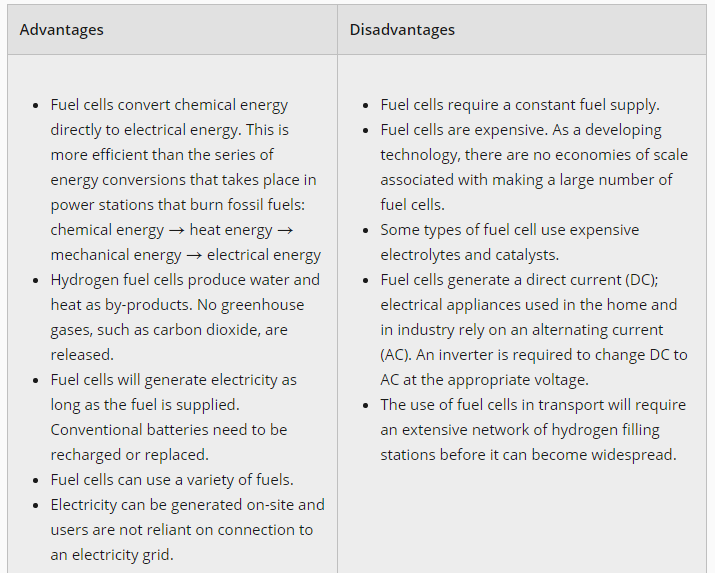 Advantages
Disadvantages
Fuel cells convert chemical energy
directly to electrical energy. This is
more efficient than the series of
energy conversions that takes place in
power stations that burn fossil fuels:
chemical energy → heat energy →
mechanical energy → electrical energy
Hydrogen fuel cells produce water and
heat as by-products. No greenhouse
gases, such as carbon dioxide, are
released.
Fuel cells will generate electricity as
long as the fuel is supplied.
Conventional batteries need to be
recharged or replaced.
Fuel cells can use a variety of fuels.
Electricity can be generated on-site and
users are not reliant on connection to
an electricity grid.
Fuel cells require a constant fuel supply.
Fuel cells are expensive. As a developing
technology, there are no economies of scale
associated with making a large number of
fuel cells.
Some types of fuel cell use expensive
electrolytes and catalysts.
Fuel cells generate a direct current (DC);
electrical appliances used in the home and
in industry rely on an alternating current
(AC). An inverter is required to change DC to
AC at the appropriate voltage.
The use of fuel cells in transport will require
an extensive network of hydrogen filling
stations before it can become widespread.